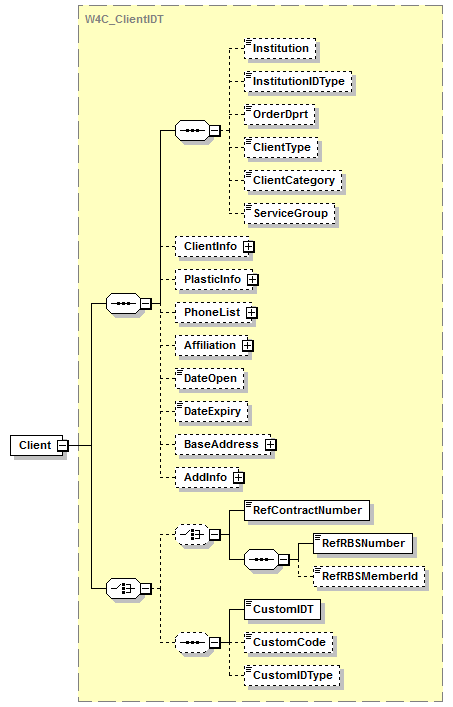 W4C_ClientIDT
Institution
InstitutionIDType
OrderDprt
ClientType
ClientCategory
ServiceGroup
ClientInfo
PlasticInfo
PhoneList
Affiliation
DateOpen
DateExpiry
BaseAddress
AddInfo
Client
RefContractNumber
RefRBSNumber
RefRBSMemberId
CustomIDT
CustomCode
CustomIDType